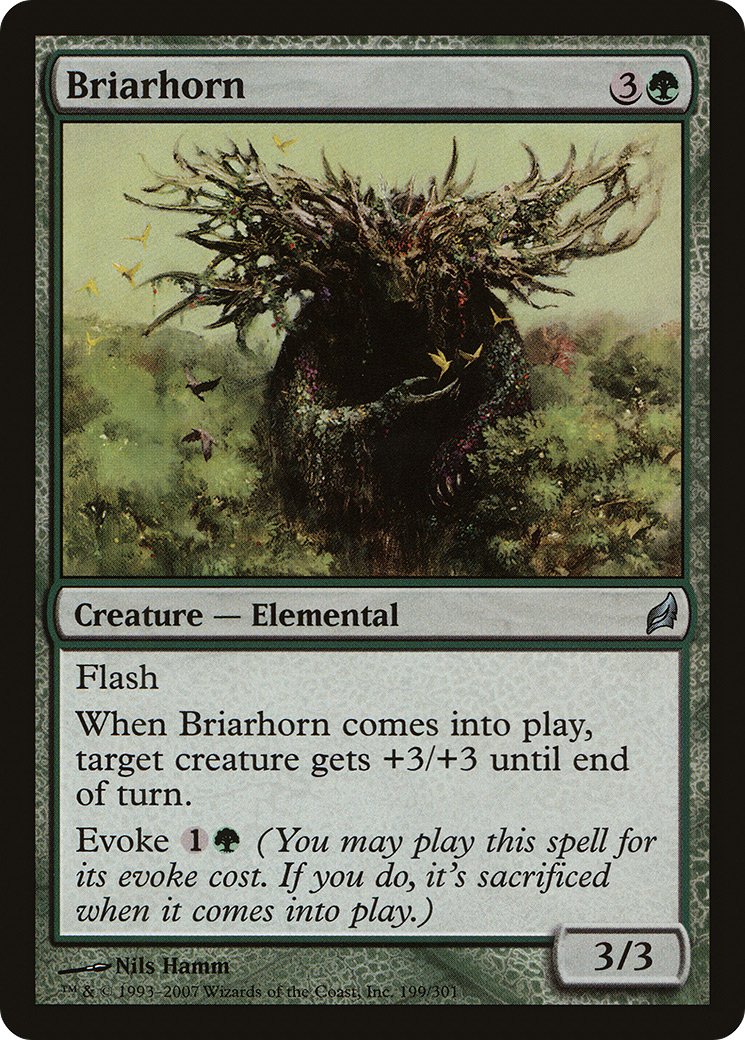 Briarhorn 3
Creature — Elemental
Flash
When Briarhorn comes into play,
target creature gets +3/+3 until end
of turn.
Evoke 1 (You may play this spell for
its evoke cost. If you do, it's sacrificed
when it comes into play.)
3/3
Nils Hamm
™ & © 1993–2007 Wizards of the Coast, Inc. 199/301